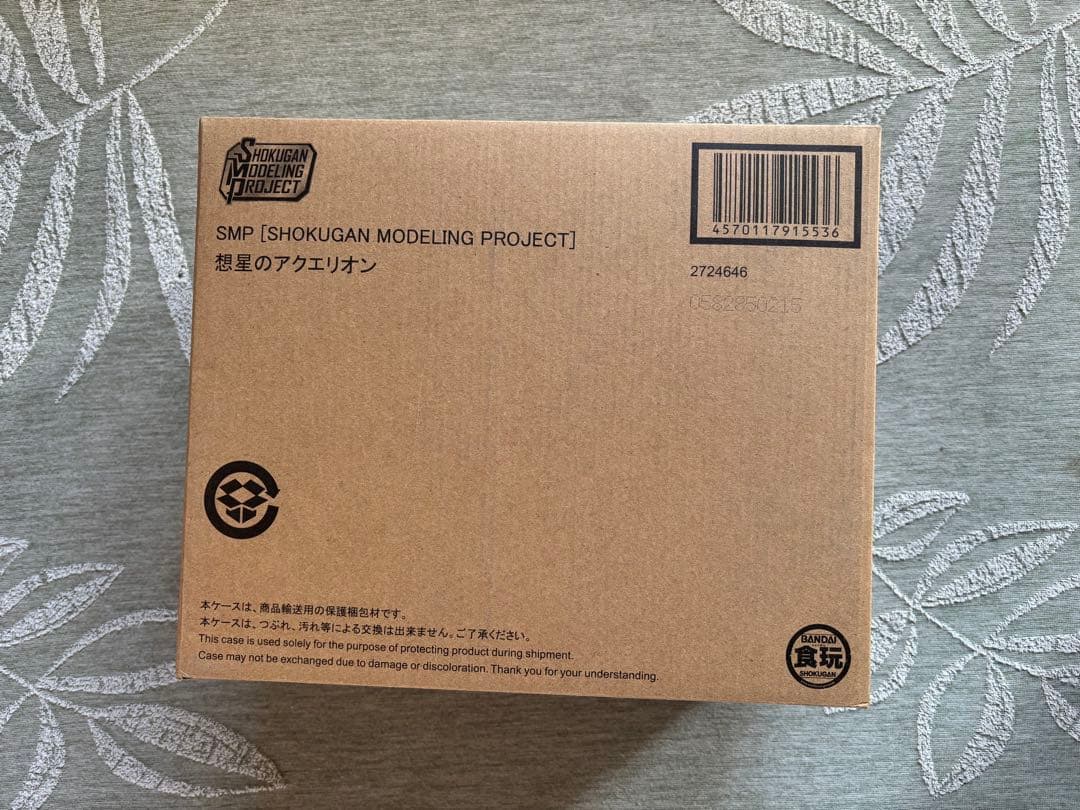 SHOKUGAN
MODELING
PROJECT
SMP [SHOKUGAN MODELING PROJECT]
想星のアクエリオン
4570117915536
2724646
0582850215
本ケースは、商品輸送用の保護梱包材です。
本ケースは、つぶれ、汚れ等による交換は出来ません。ご了承ください。
This case is used solely for the purpose of protecting product during shipment.
Case may not be exchanged due to damage or discoloration. Thank you for your understanding.
BANDAI
食玩
SHOKUGAN